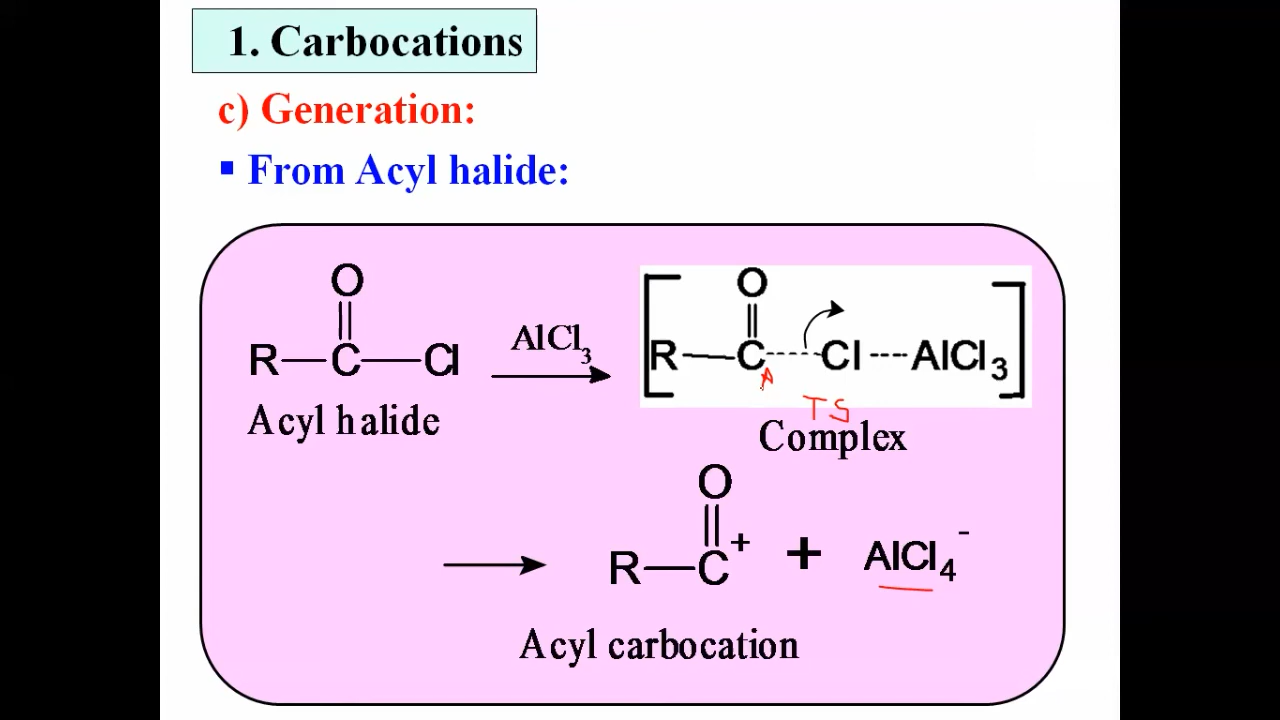 1. Carbocations
c) Generation:
▪ From Acyl halide:
O
R—C—Cl
AlCl3
O
R—C----Cl----AlCl3
Acyl halide
TS
Complex
O
R—C+ + AlCl4-
Acyl carbocation